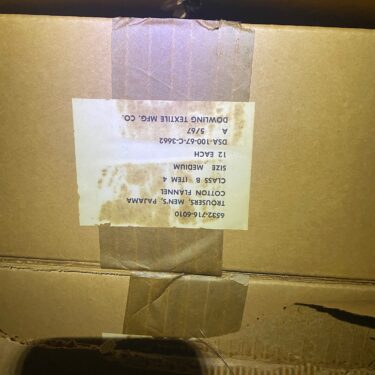 6532-716-6010
TROUSERS, MEN'S, PAJAMA
COTTON FLANNEL
CLASS B ITEM 4
SIZE MEDIUM
12 EACH
DSA-100-67-C-3662
A 5/67
DOWLING TEXTILE MFG. CO.